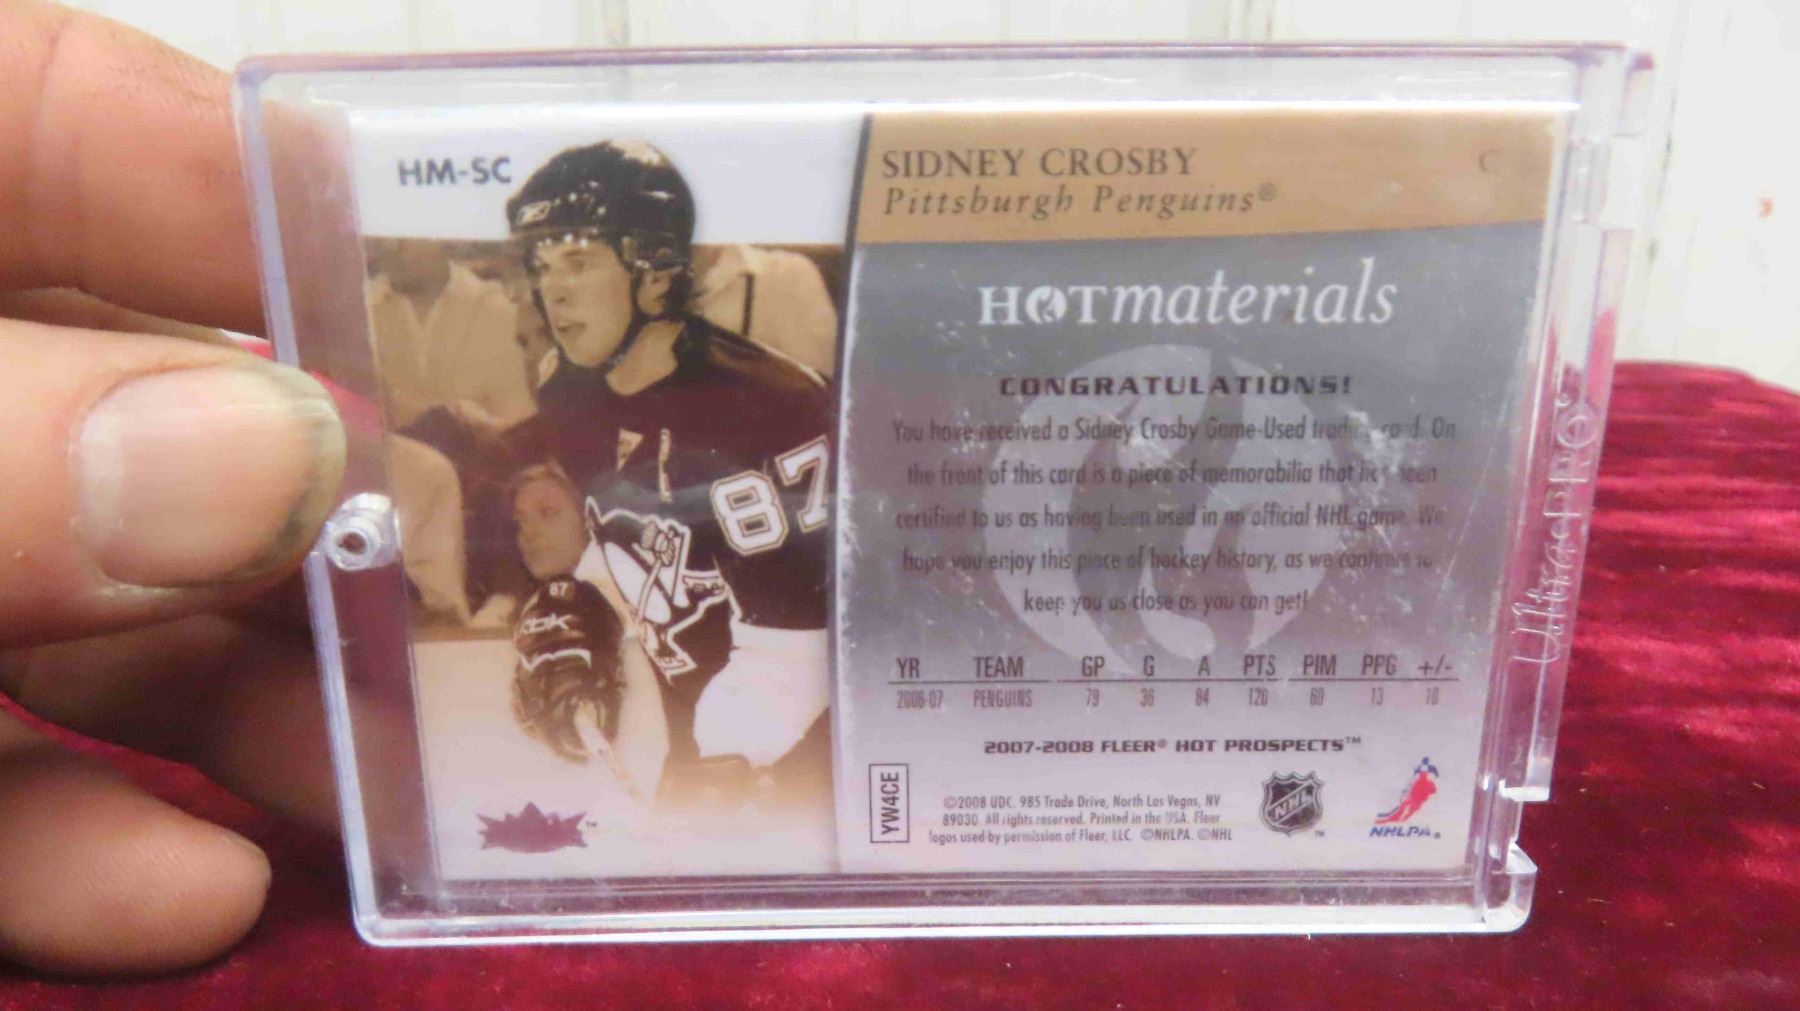 HM-SC
SIDNEY CROSBY C
Pittsburgh Penguins®
HOTmaterials
CONGRATULATIONS!
You have received a Sidney Crosby Game-Used trading card. On
the front of this card is a piece of memorabilia that has been
certified to us as having been used in an official NHL game. We
hope you enjoy this piece of hockey history, as we continue to
keep you as close as you can get!
YR TEAM GP G A PTS PIM PPG +/-
2006-07 PENGUINS 79 36 84 120 60 13 10
2007-2008 FLEER® HOT PROSPECTS™
YW4CE
©2008 UDC. 985 Trade Drive, North Las Vegas, NV
89030. All rights reserved. Printed in the USA. Fleer
logos used by permission of Fleer, LLC. ©NHLPA. ©NHL
NHL ™
NHLPA®
™
87
87
UltraPRO